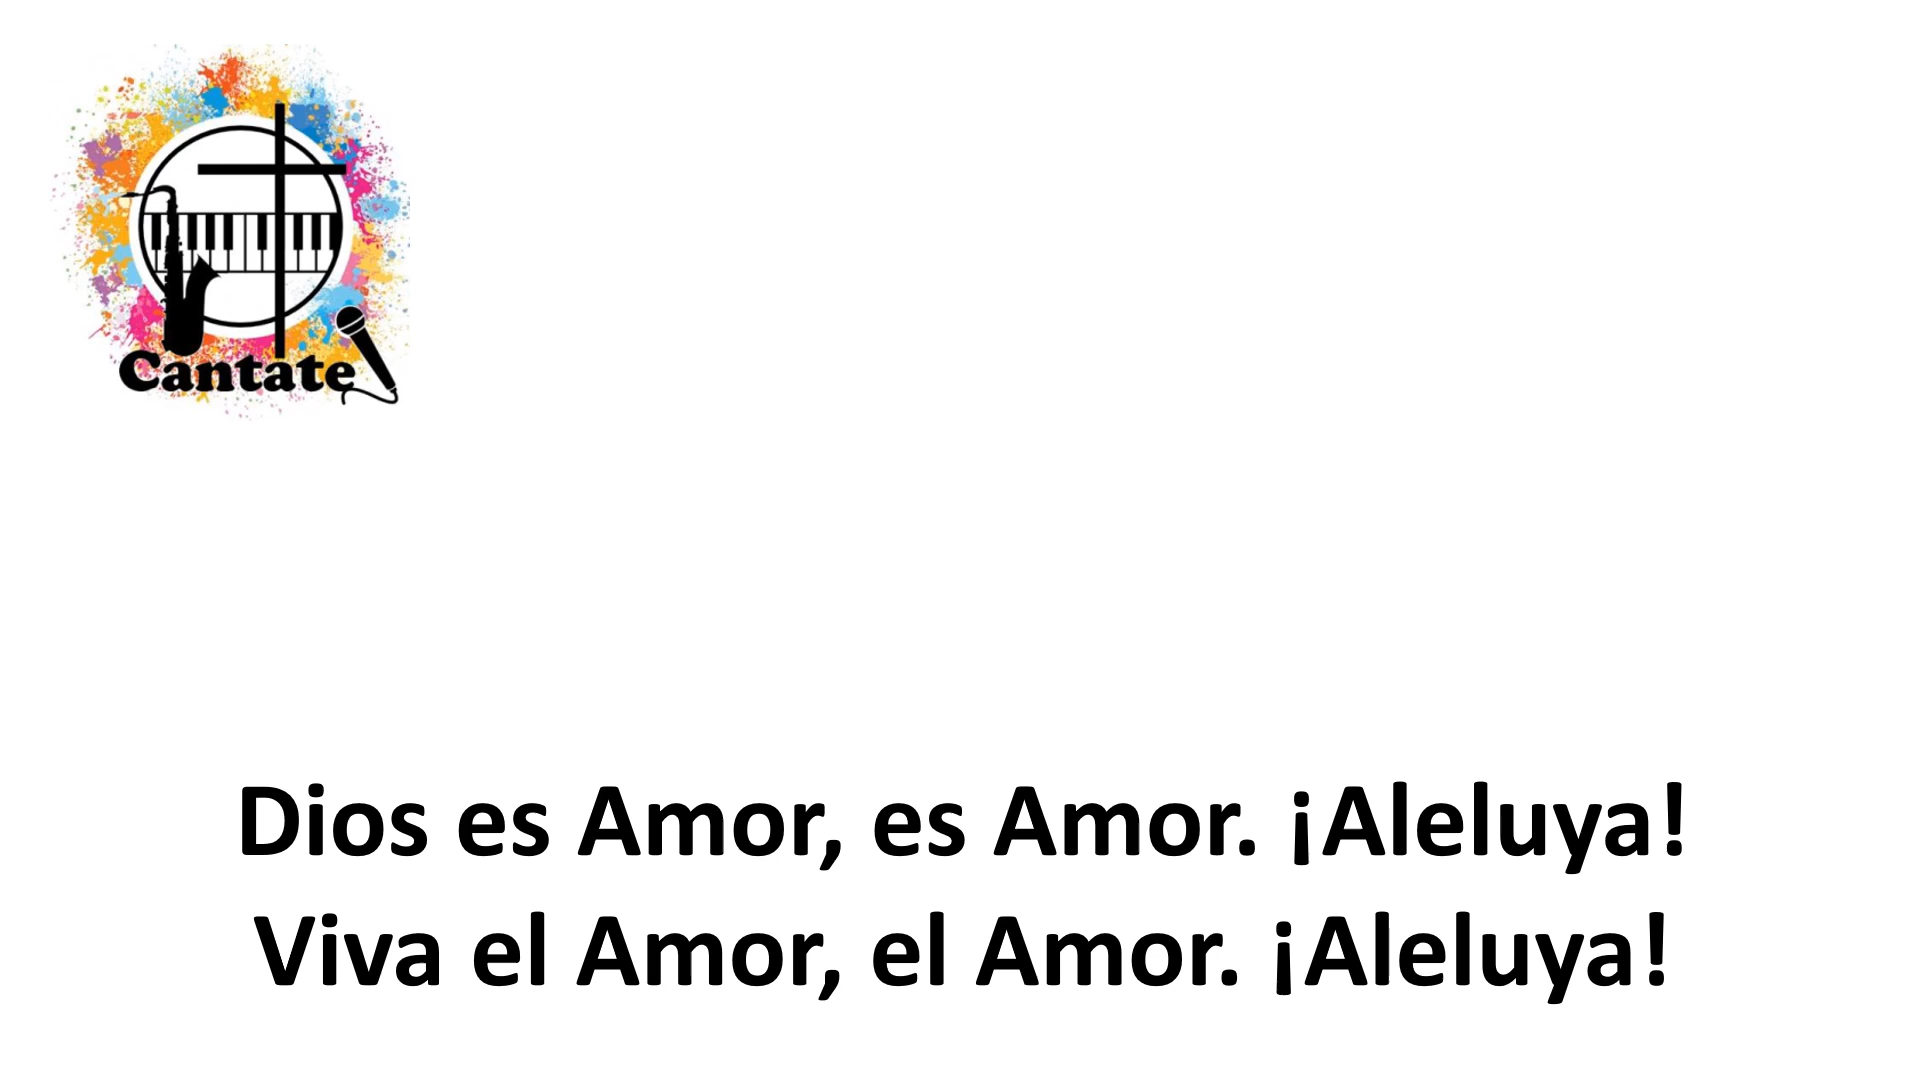 Cantate
Dios es Amor, es Amor. ¡Aleluya!
Viva el Amor, el Amor. ¡Aleluya!